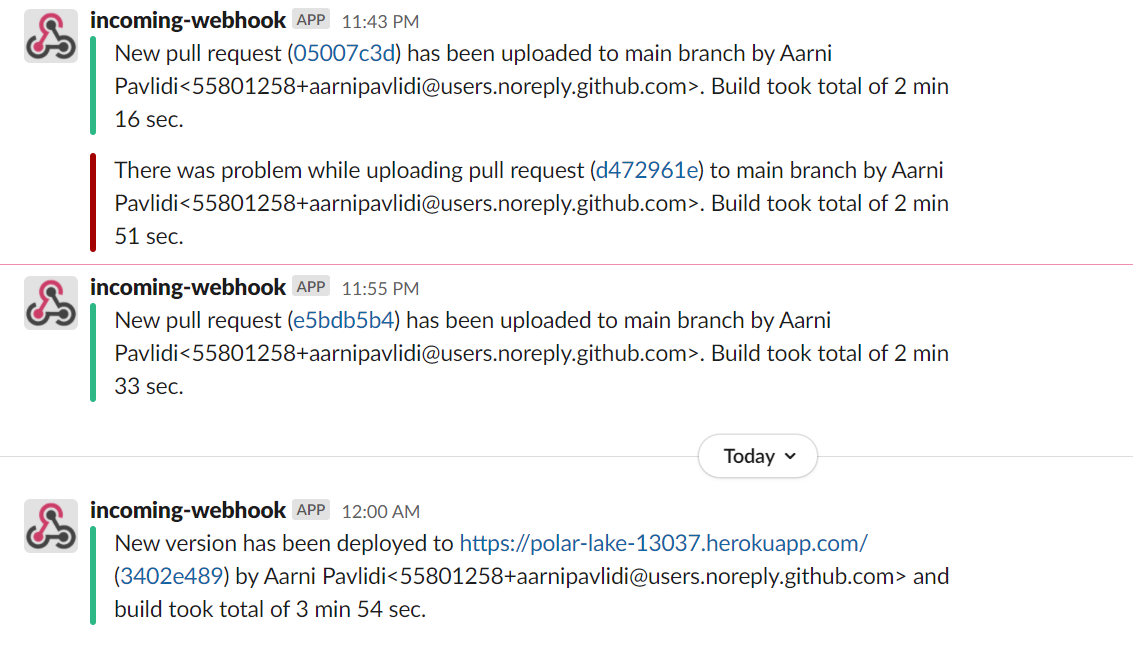 incoming-webhook APP 11:43 PM
New pull request (05007c3d) has been uploaded to main branch by Aarni
Pavlidi<55801258+aarnipavlidi@users.noreply.github.com>. Build took total of 2 min
16 sec.
There was problem while uploading pull request (d472961e) to main branch by Aarni
Pavlidi<55801258+aarnipavlidi@users.noreply.github.com>. Build took total of 2 min
51 sec.
incoming-webhook APP 11:55 PM
New pull request (e5bdb5b4) has been uploaded to main branch by Aarni
Pavlidi<55801258+aarnipavlidi@users.noreply.github.com>. Build took total of 2 min
33 sec.
Today
incoming-webhook APP 12:00 AM
New version has been deployed to https://polar-lake-13037.herokuapp.com/
(3402e489) by Aarni Pavlidi<55801258+aarnipavlidi@users.noreply.github.com> and
build took total of 3 min 54 sec.